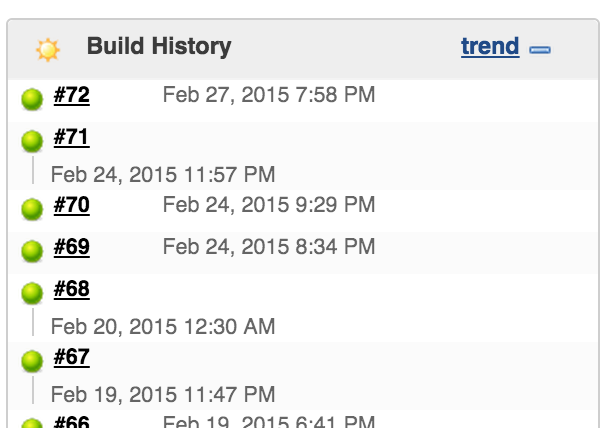 Build History trend
#72 Feb 27, 2015 7:58 PM
#71
Feb 24, 2015 11:57 PM
#70 Feb 24, 2015 9:29 PM
#69 Feb 24, 2015 8:34 PM
#68
Feb 20, 2015 12:30 AM
#67
Feb 19, 2015 11:47 PM
#66 Feb 19, 2015 6:41 PM